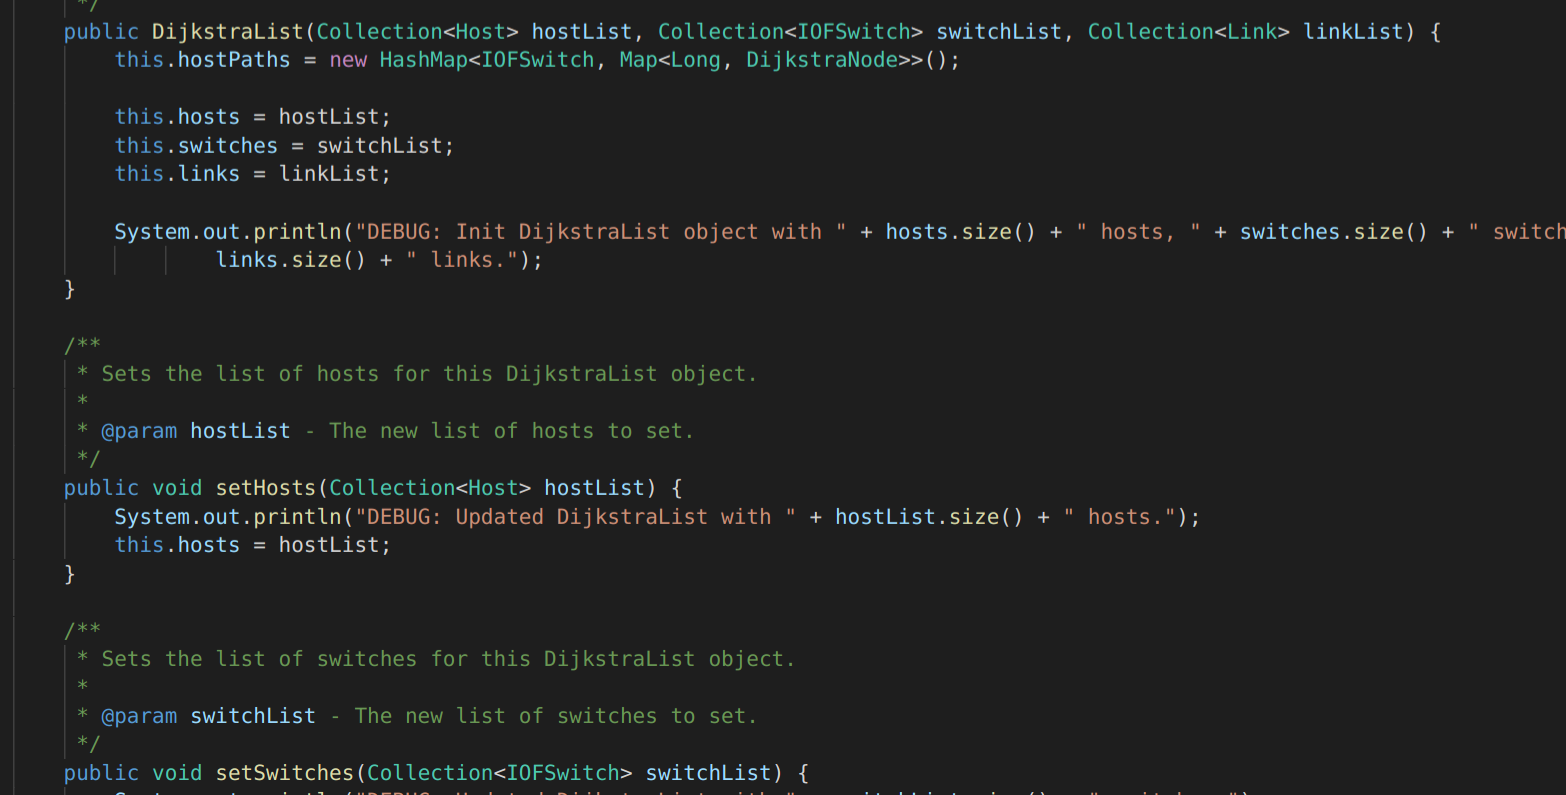 */
public DijkstraList(Collection<Host> hostList, Collection<IOFSwitch> switchList, Collection<Link> linkList) {
this.hostPaths = new HashMap<IOFSwitch, Map<Long, DijkstraNode>>();
this.hosts = hostList;
this.switches = switchList;
this.links = linkList;
System.out.println("DEBUG: Init DijkstraList object with " + hosts.size() + " hosts, " + switches.size() + " switch
links.size() + " links.");
}
/**
* Sets the list of hosts for this DijkstraList object.
*
* @param hostList - The new list of hosts to set.
*/
public void setHosts(Collection<Host> hostList) {
System.out.println("DEBUG: Updated DijkstraList with " + hostList.size() + " hosts.");
this.hosts = hostList;
}
/**
* Sets the list of switches for this DijkstraList object.
*
* @param switchList - The new list of switches to set.
*/
public void setSwitches(Collection<IOFSwitch> switchList) {